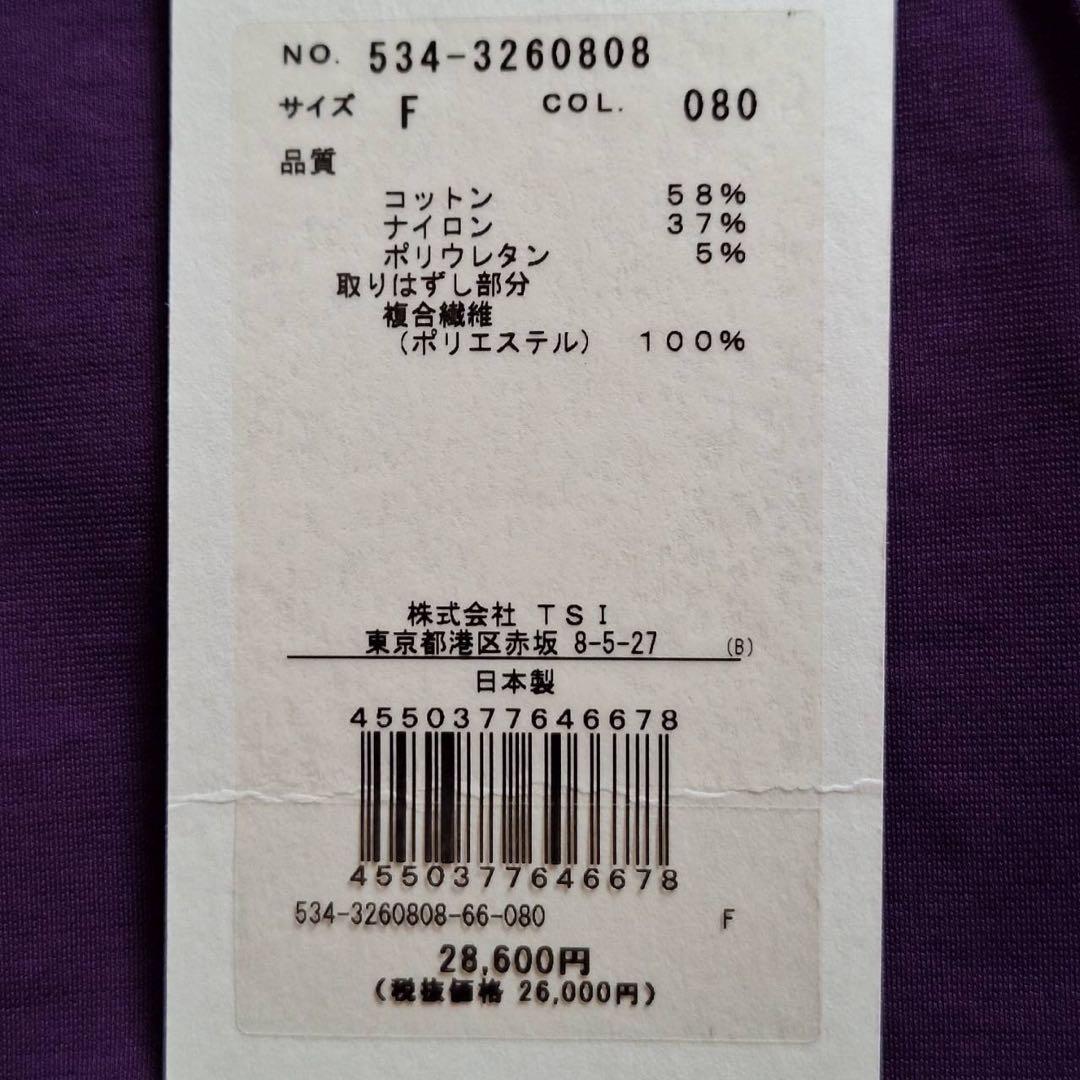 NO. 534-3260808
サイズ F COL. 080
品質
コットン 58%
ナイロン 37%
ポリウレタン 5%
取りはずし部分
複合繊維
(ポリエステル) 100%
株式会社 TSI
東京都港区赤坂 8-5-27 (B)
日本製
4550377646678
4550377646678
534-3260808-66-080 F
28,600円
(税抜価格 26,000円)